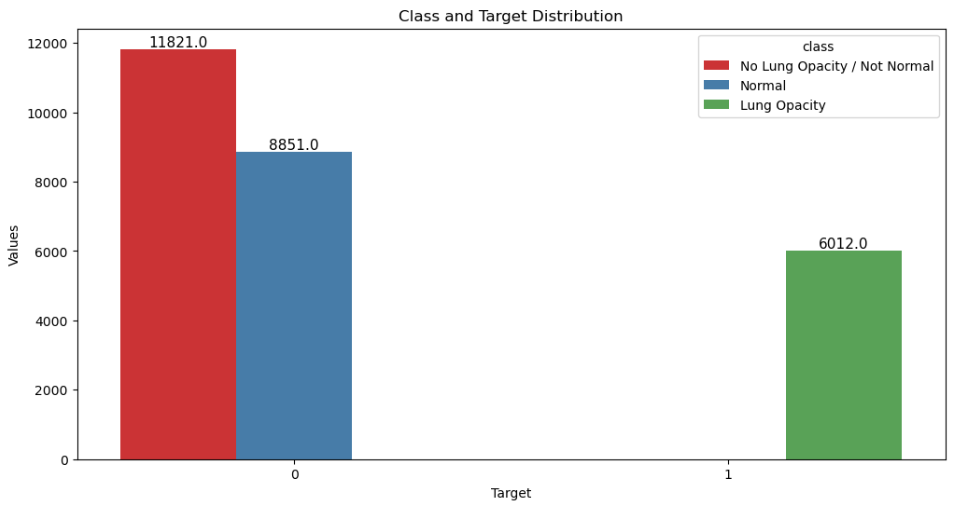 Class and Target Distribution
12000
10000
8000
6000
4000
2000
0
Values
11821.0
8851.0
6012.0
class
No Lung Opacity / Not Normal
Normal
Lung Opacity
0
1
Target